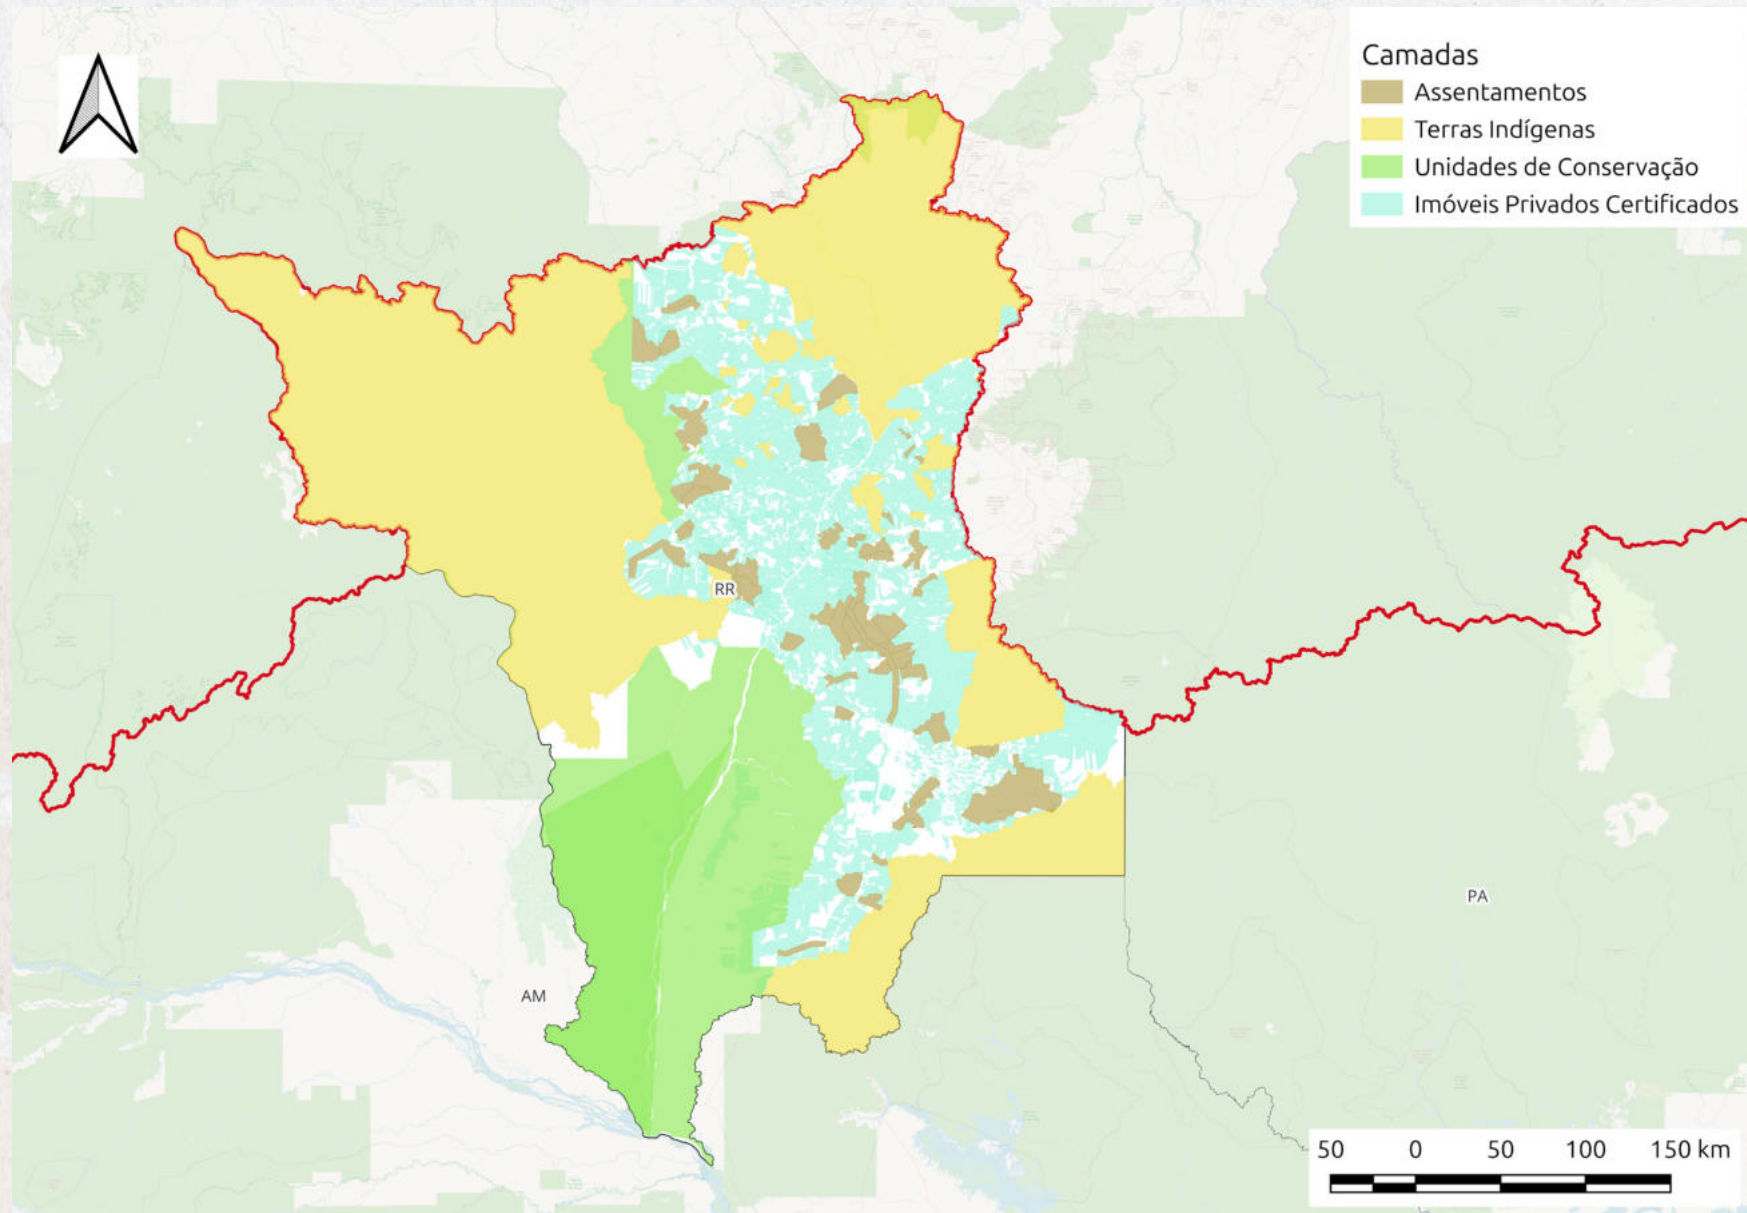 Camadas
Assentamentos
Terras Indígenas
Unidades de Conservação
Imóveis Privados Certificados
RR
PA
AM
50 0 50 100 150 km